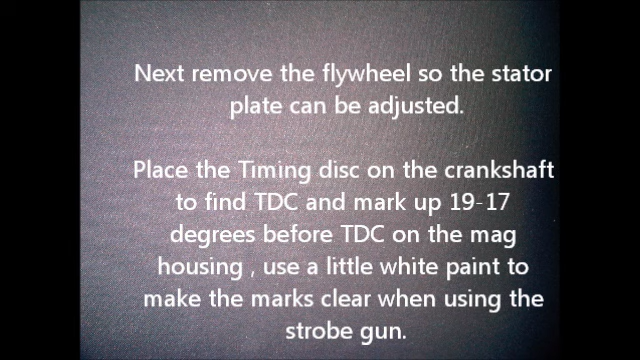 Next remove the flywheel so the stator
plate can be adjusted.
Place the Timing disc on the crankshaft
to find TDC and mark up 19-17
degrees before TDC on the mag
housing , use a little white paint to
make the marks clear when using the
strobe gun.